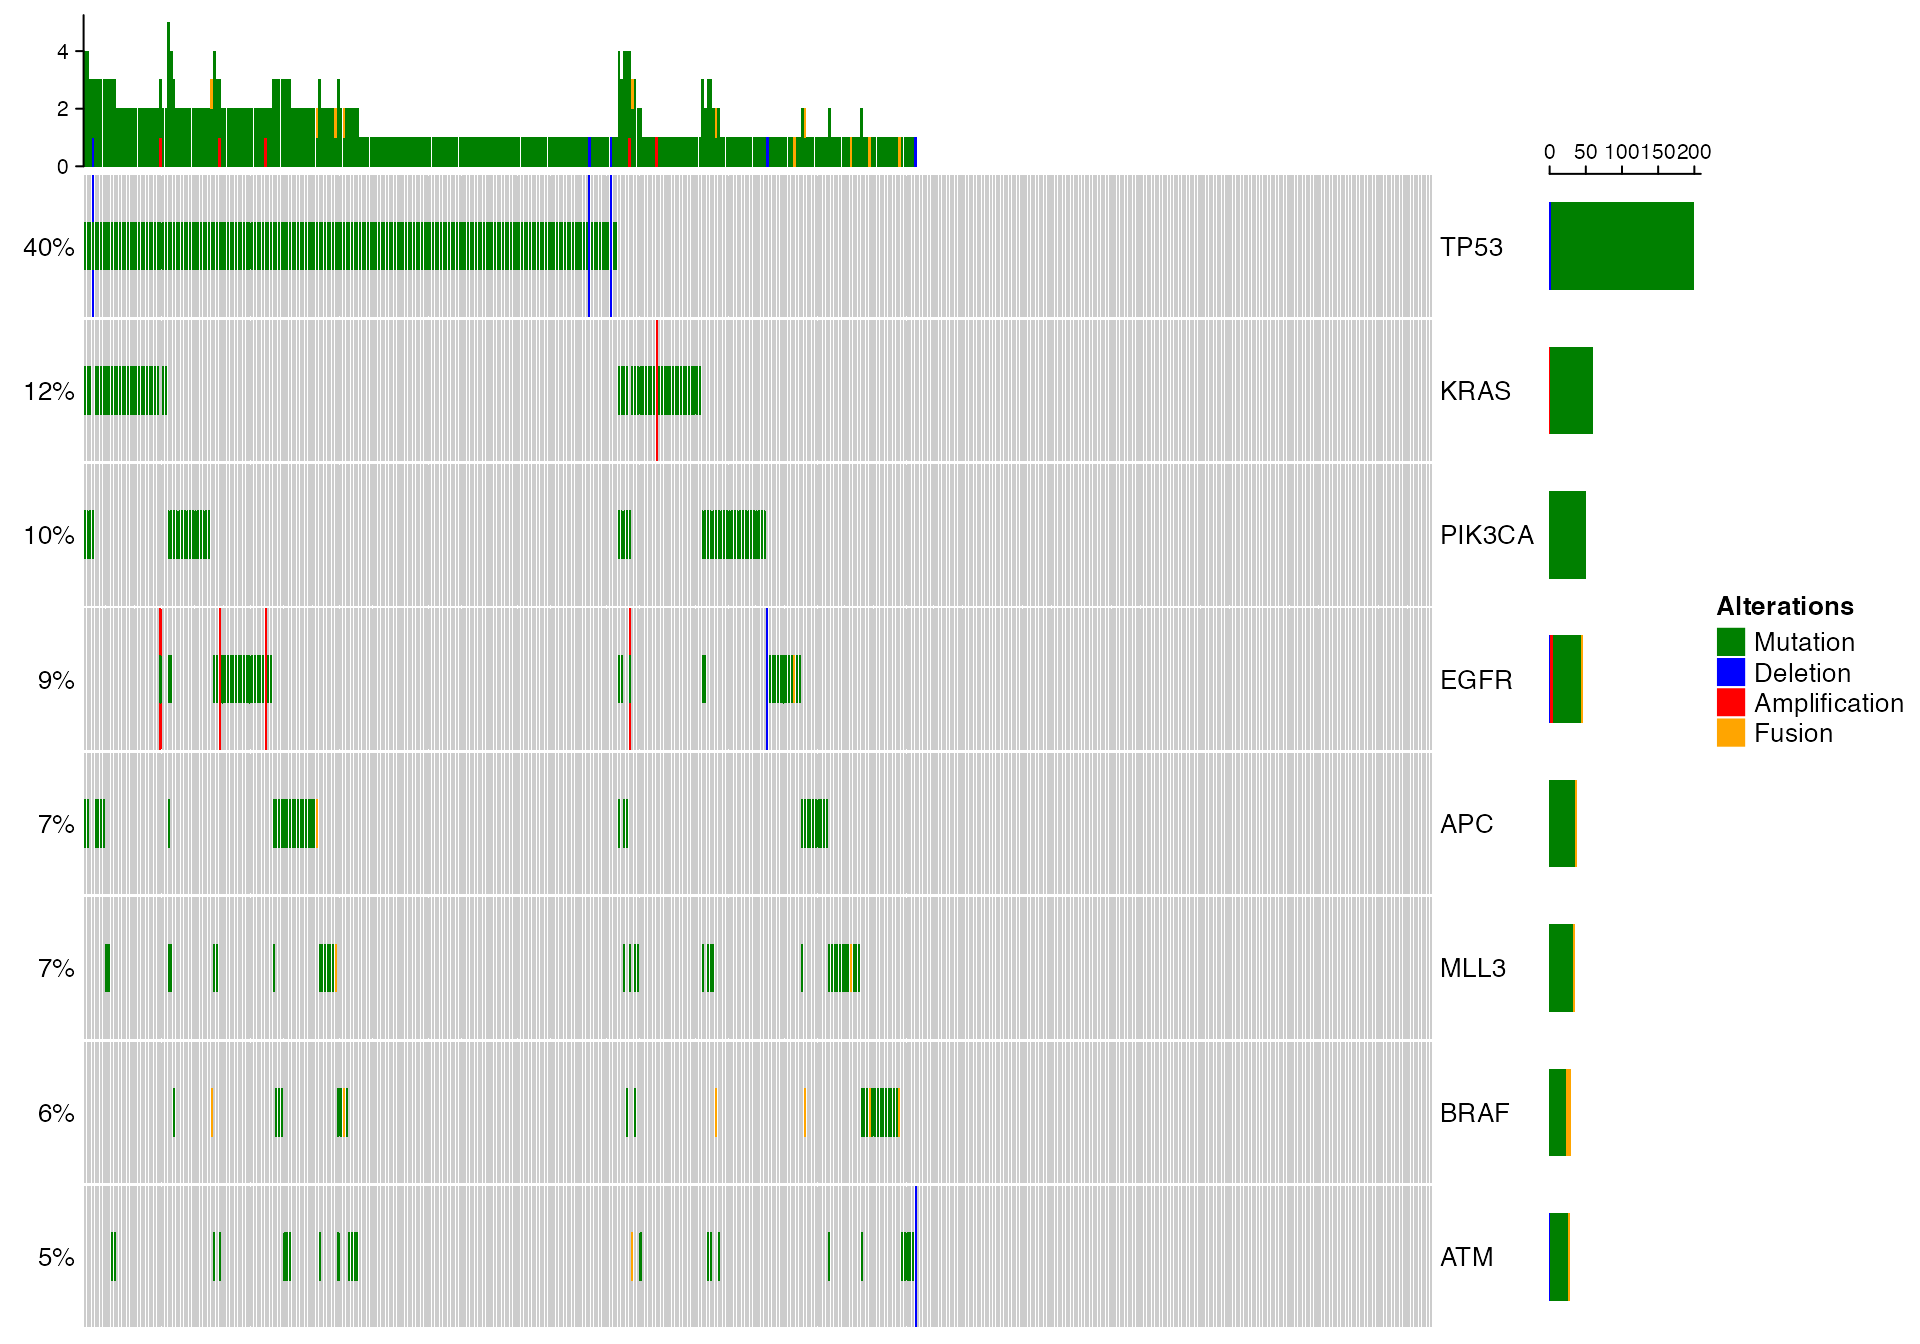 4
2
0
0 50 100 150 200
40% TP53
12% KRAS
10% PIK3CA
9% EGFR
7% APC
7% MLL3
6% BRAF
5% ATM
Alterations
Mutation
Deletion
Amplification
Fusion